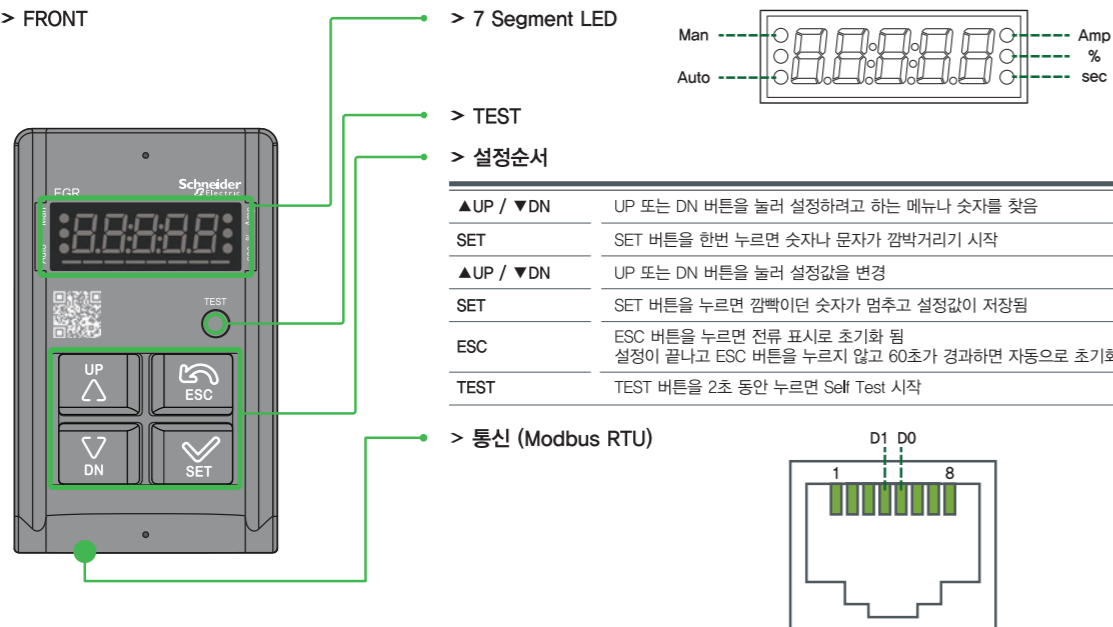 > FRONT
> 7 Segment LED
Man
Auto
Amp
%
sec
> TEST
> 설정순서
EGR
Schneider
Electric
Man
Auto
Amp
%
sec
TEST
UP
ESC
DN
SET
▲UP / ▼DN UP 또는 DN 버튼을 눌러 설정하려고 하는 메뉴나 숫자를 찾음
SET SET 버튼을 한번 누르면 숫자나 문자가 깜박거리기 시작
▲UP / ▼DN UP 또는 DN 버튼을 눌러 설정값을 변경
SET SET 버튼을 누르면 깜빡이던 숫자가 멈추고 설정값이 저장됨
ESC ESC 버튼을 누르면 전류 표시로 초기화 됨
설정이 끝나고 ESC 버튼을 누르지 않고 60초가 경과하면 자동으로 초기화
TEST TEST 버튼을 2초 동안 누르면 Self Test 시작
> 통신 (Modbus RTU)
D1 D0
1 8